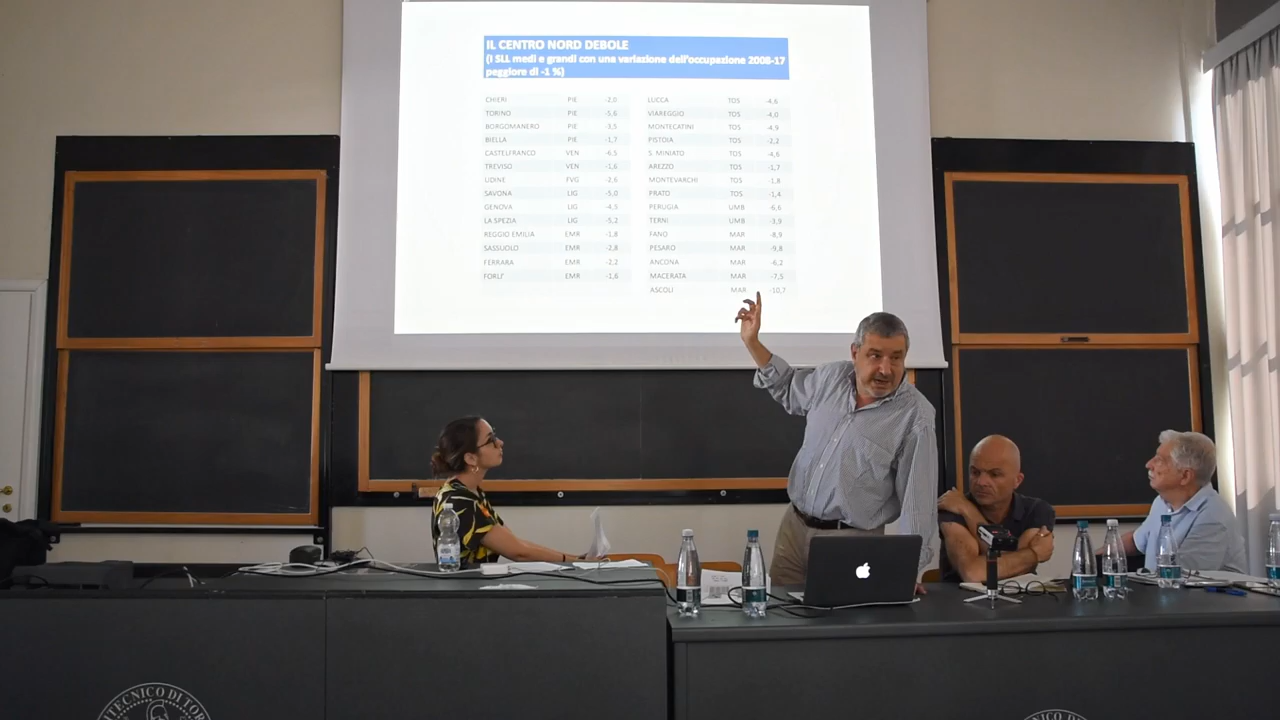 IL CENTRO NORD DEBOLE
(I SLL medi e grandi con una variazione dell'occupazione 2008-17
peggiore di -1 %)
CHIERI PIE -2,0 LUCCA TOS -4,6
TORINO PIE -5,6 VIAREGGIO TOS -4,0
BORGOMANERO PIE -3,5 MONTECATINI TOS -4,9
BIELLA PIE -1,7 PISTOIA TOS -2,2
CASTELFRANCO VEN -6,5 S. MINIATO TOS -4,6
TREVISO VEN -1,6 AREZZO TOS -1,7
UDINE FVG -2,6 MONTEVARCHI TOS -1,8
SAVONA LIG -5,0 PRATO TOS -1,4
GENOVA LIG -4,5 PERUGIA UMB -6,6
LA SPEZIA LIG -5,2 TERNI UMB -3,9
REGGIO EMILIA EMR -1,8 FANO MAR -8,9
SASSUOLO EMR -2,8 PESARO MAR -9,8
FERRARA EMR -2,2 ANCONA MAR -6,2
FORLI' EMR -1,6 MACERATA MAR -7,5
ASCOLI MAR -10,7
ITECNICO DI TOR
CNICO DI